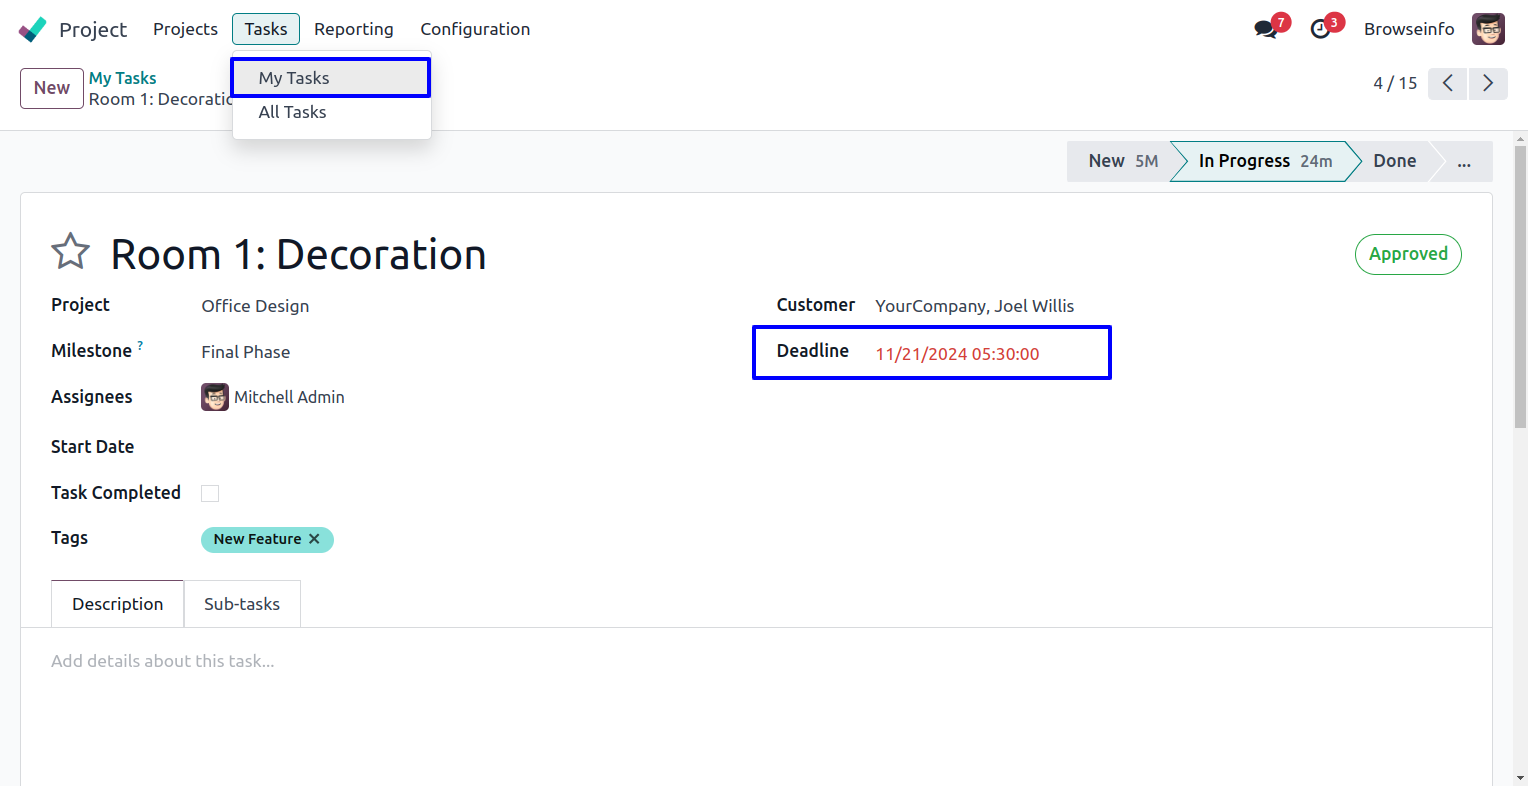 Project Projects Tasks Reporting Configuration 7 3 Browseinfo
New My Tasks
Room 1: Decoratic
My Tasks
All Tasks
4 / 15
New 5M In Progress 24m Done ...
Room 1: Decoration Approved
Project Office Design Customer YourCompany, Joel Willis
Milestone ? Final Phase Deadline 11/21/2024 05:30:00
Assignees Mitchell Admin
Start Date
Task Completed
Tags New Feature ✕
Description Sub-tasks
Add details about this task...